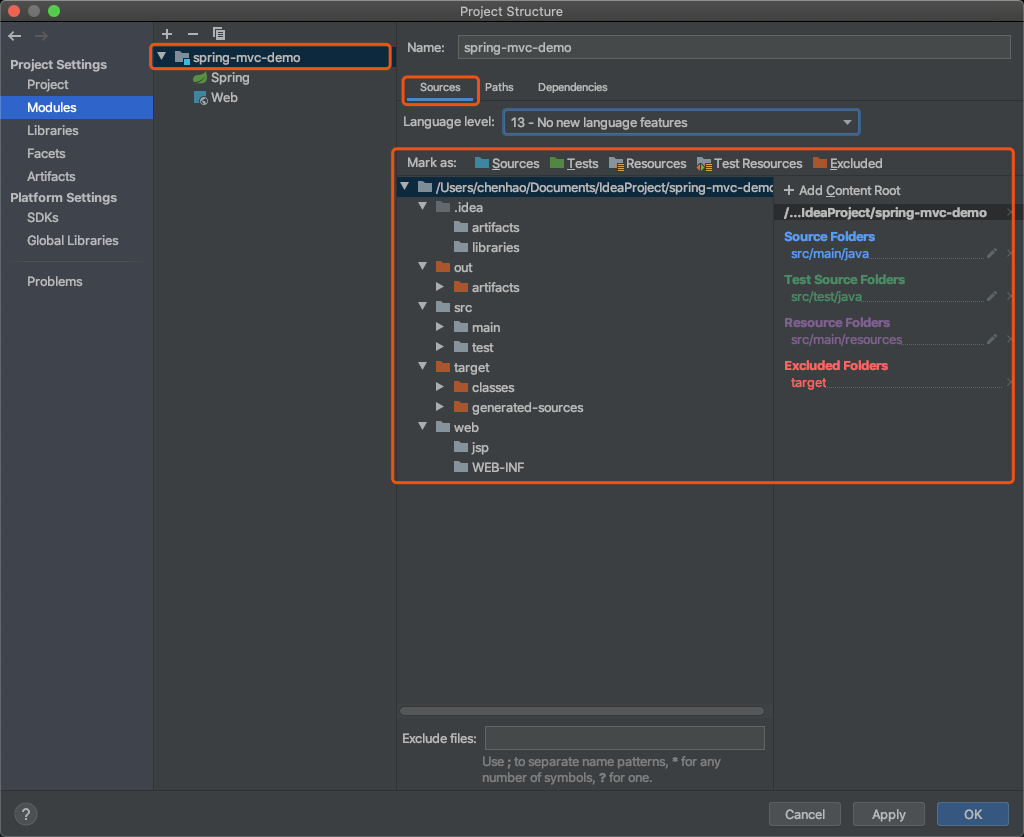 Project Structure
Project Settings
Project
Modules
Libraries
Facets
Artifacts
Platform Settings
SDKs
Global Libraries
Problems
spring-mvc-demo
Spring
Web
Name: spring-mvc-demo
Sources Paths Dependencies
Language level: 13 - No new language features
Mark as: Sources Tests Resources Test Resources Excluded
/Users/chenhao/Documents/IdeaProject/spring-mvc-demo
.idea
artifacts
libraries
out
artifacts
src
main
test
target
classes
generated-sources
web
jsp
WEB-INF
+ Add Content Root
/...IdeaProject/spring-mvc-demo
Source Folders
src/main/java
Test Source Folders
src/test/java
Resource Folders
src/main/resources
Excluded Folders
target
Exclude files:
Use ; to separate name patterns, * for any
number of symbols, ? for one.
? Cancel Apply OK